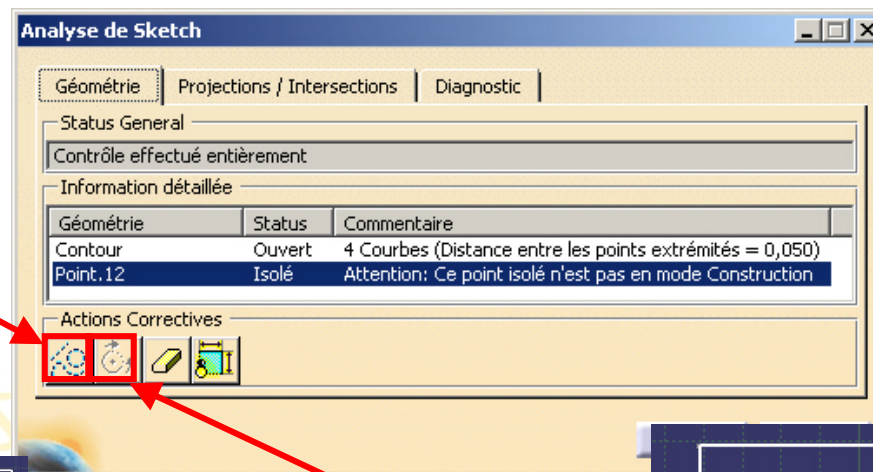 Analyse de Sketch
Géométrie Projections / Intersections Diagnostic
Status General
Contrôle effectué entièrement
Information détaillée
Géométrie Status Commentaire
Contour Ouvert 4 Courbes (Distance entre les points extrémités = 0,050)
Point.12 Isolé Attention: Ce point isolé n'est pas en mode Construction
Actions Correctives